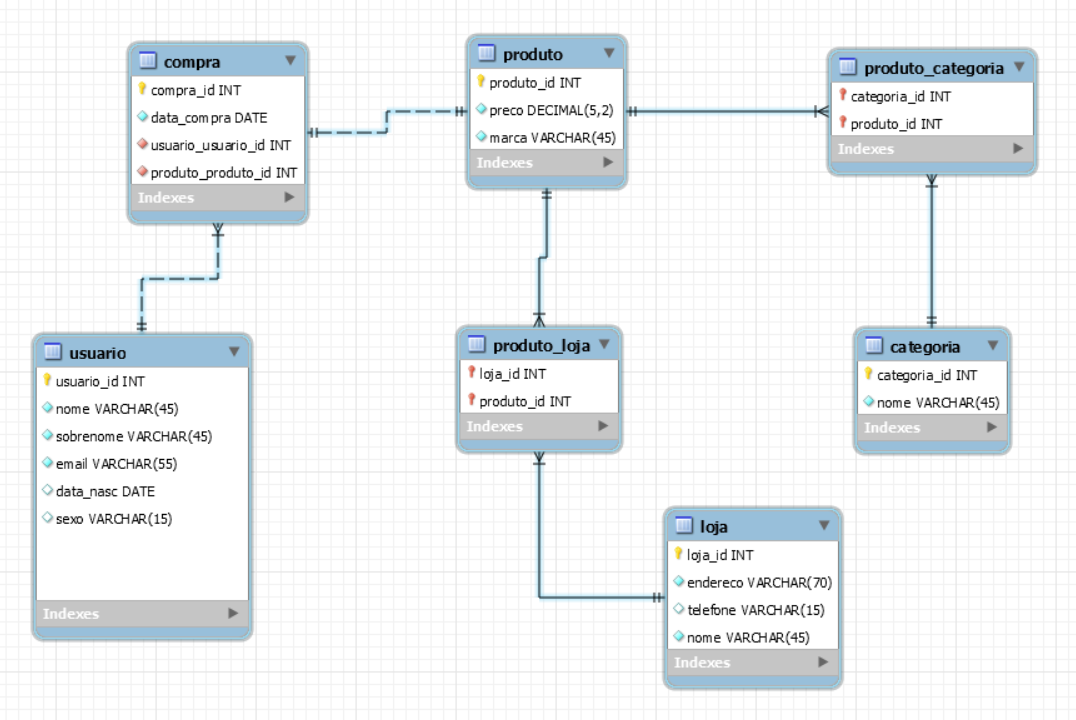 compra
compra_id INT
data_compra DATE
usuario_usuario_id INT
produto_produto_id INT
Indexes
produto
produto_id INT
preco DECIMAL(5,2)
marca VARCHAR(45)
Indexes
produto_categoria
categoria_id INT
produto_id INT
Indexes
usuario
usuario_id INT
nome VARCHAR(45)
sobrenome VARCHAR(45)
email VARCHAR(55)
data_nasc DATE
sexo VARCHAR(15)
Indexes
produto_loja
loja_id INT
produto_id INT
Indexes
categoria
categoria_id INT
nome VARCHAR(45)
Indexes
loja
loja_id INT
endereco VARCHAR(70)
telefone VARCHAR(15)
nome VARCHAR(45)
Indexes